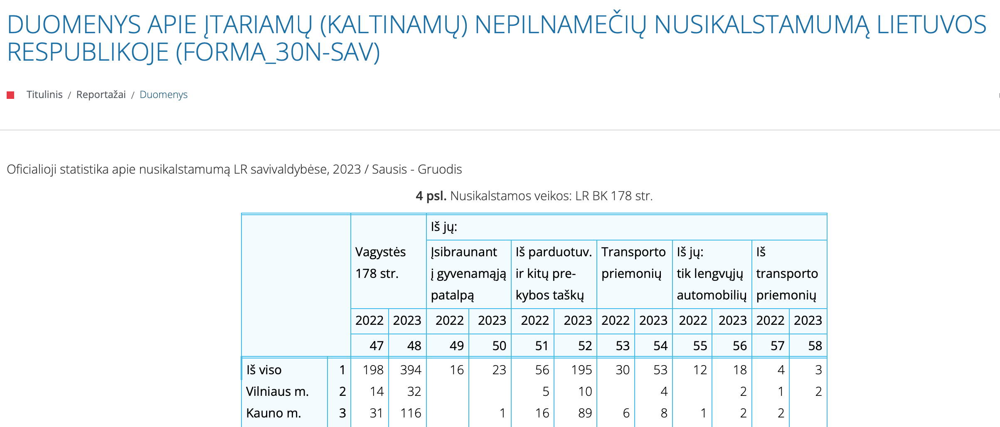 DUOMENYS APIE ĮTARIAMŲ (KALTINAMŲ) NEPILNAMEČIŲ NUSIKALSTAMUMĄ LIETUVOS
RESPUBLIKOJE (FORMA_30N-SAV)
Titulinis / Reportažai / Duomenys
Oficialioji statistika apie nusikalstamumą LR savivaldybėse, 2023 / Sausis - Gruodis
4 psl. Nusikalstamos veikos: LR BK 178 str.
Iš jų:
Vagystės Įsibraunant Iš parduotuv. Transporto Iš jų: Iš
178 str. į gyvenamąją ir kitų pre- priemonių tik lengvųjų transporto
patalpą kybos taškų automobilių priemonių
2022 2023 2022 2023 2022 2023 2022 2023 2022 2023 2022 2023
47 48 49 50 51 52 53 54 55 56 57 58
Iš viso 1 198 394 16 23 56 195 30 53 12 18 4 3
Vilniaus m. 2 14 32 5 10 4 2 1 2
Kauno m. 3 31 116 1 16 89 6 8 1 2 2